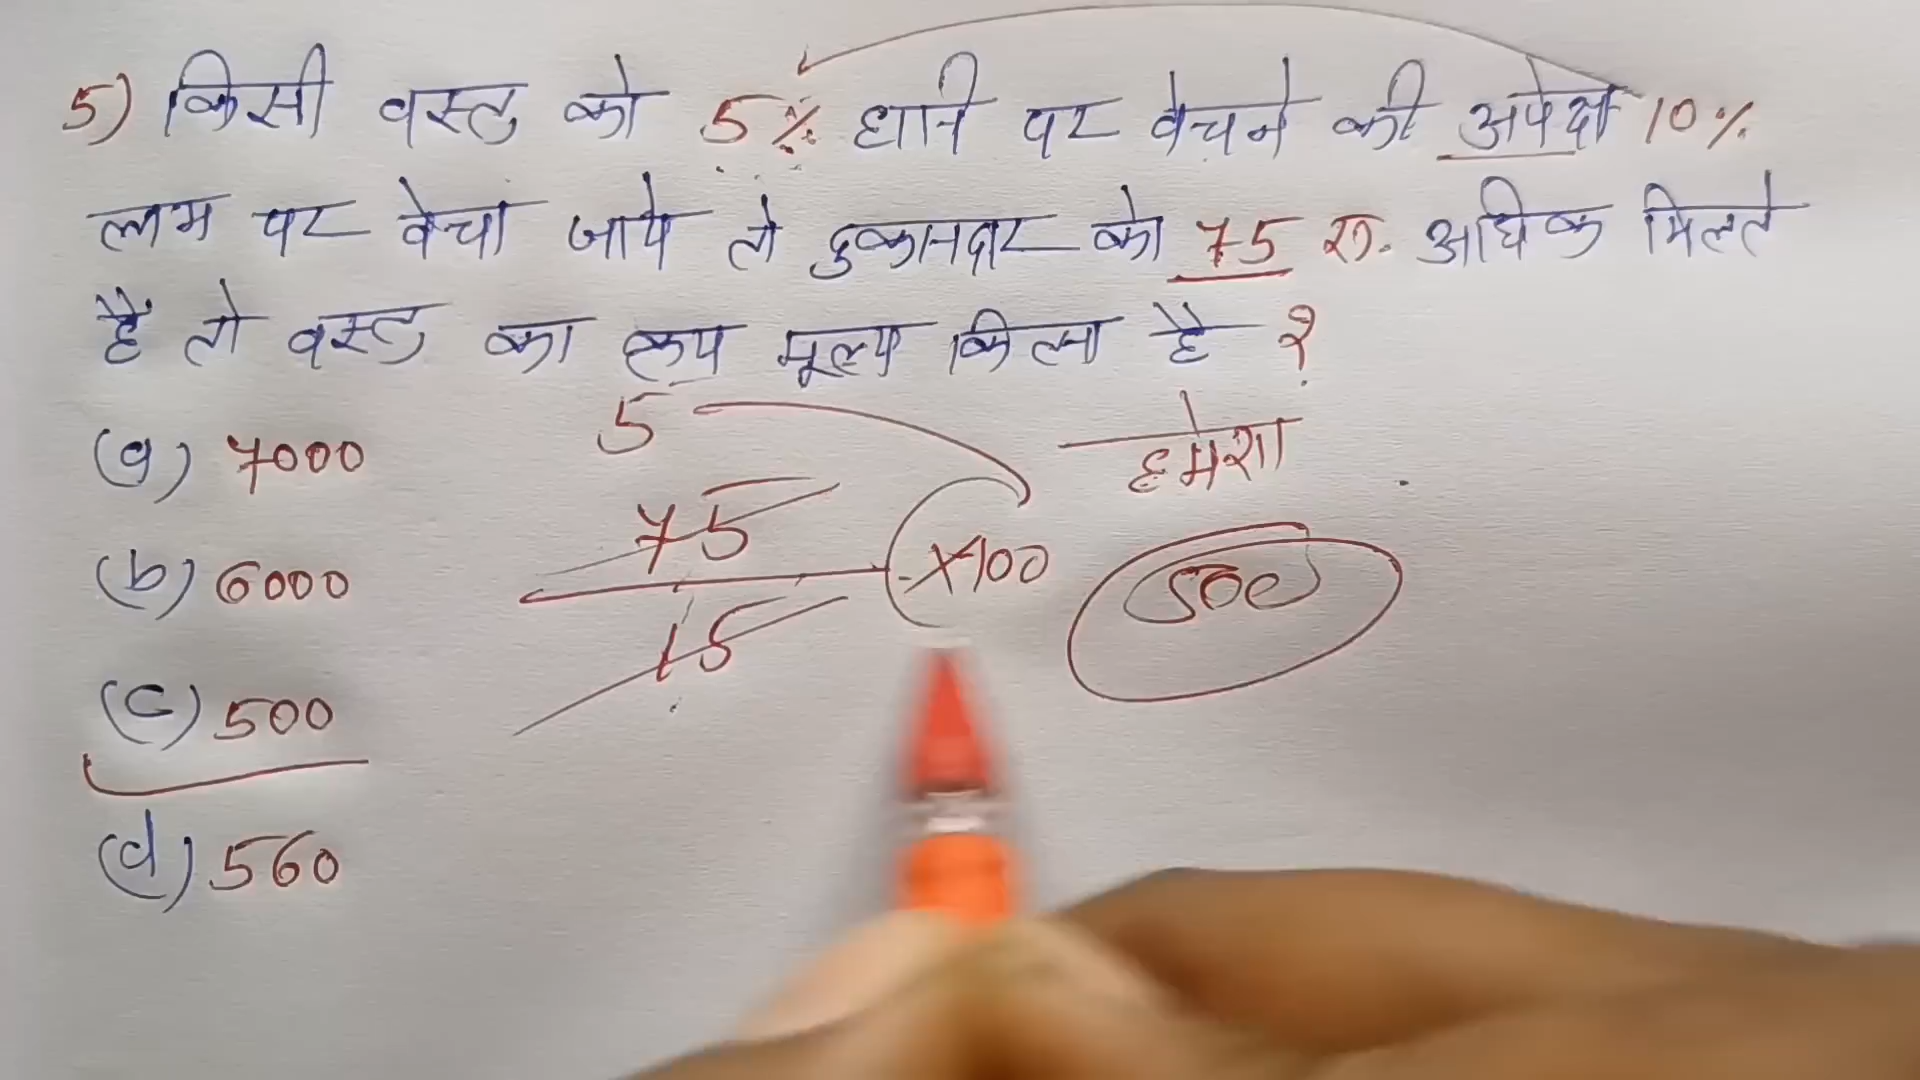 5) किसी वस्तु को 5% हानि पर बेचने की अपेक्षा 10%
लाभ पर बेचा जाये तो दुकानदार को 75 रु. अधिक मिलते
हैं तो वस्तु का क्रय मूल्य कितना है ?
(a) 7000
(b) 6000
(c) 500
(d) 560
5
75
15
×100
हमेशा
500